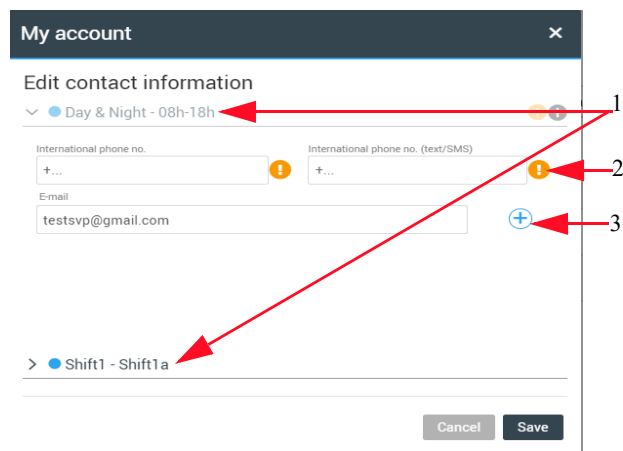 My account ×
Edit contact information
1
Day & Night - 08h-18h
International phone no.
International phone no. (text/SMS)
+...
+...
2
E-mail
testsvp@gmail.com
3
Shift1 - Shift1a
Cancel
Save